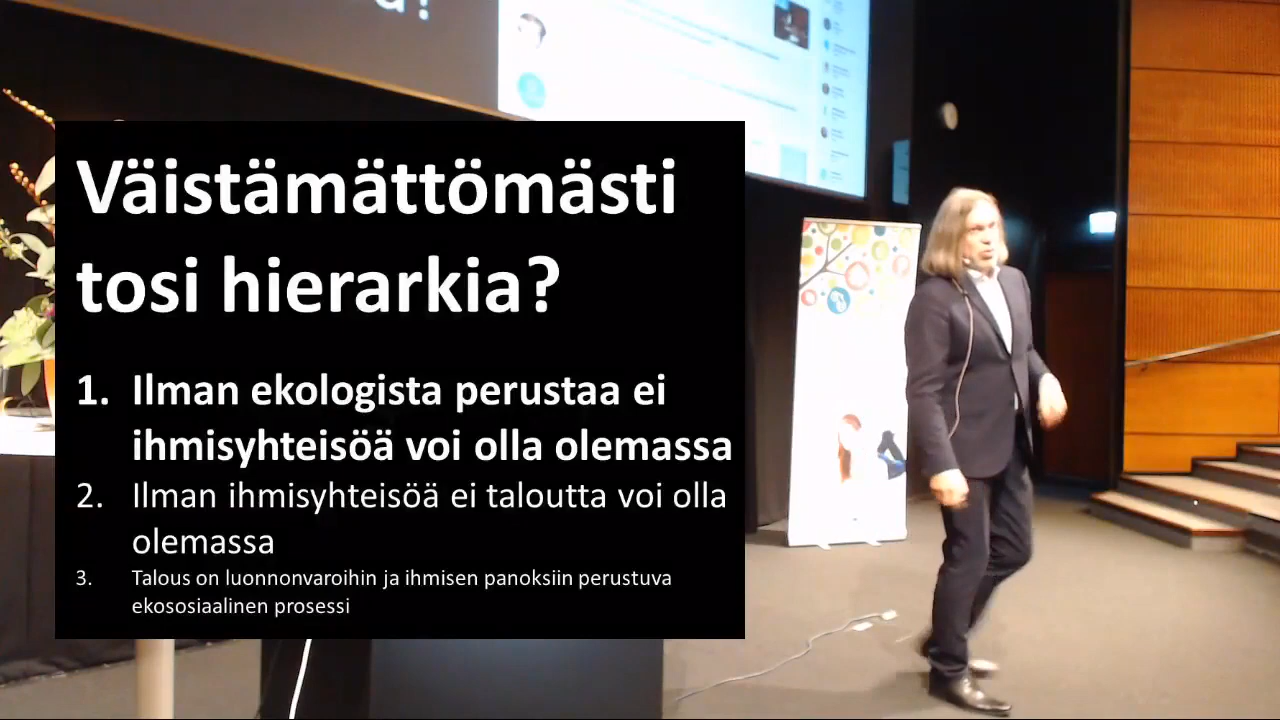 Väistämättömästi
tosi hierarkia?
1. Ilman ekologista perustaa ei
ihmisyhteisöä voi olla olemassa
2. Ilman ihmisyhteisöä ei taloutta voi olla
olemassa
3. Talous on luonnonvaroihin ja ihmisen panoksiin perustuva
ekososiaalinen prosessi